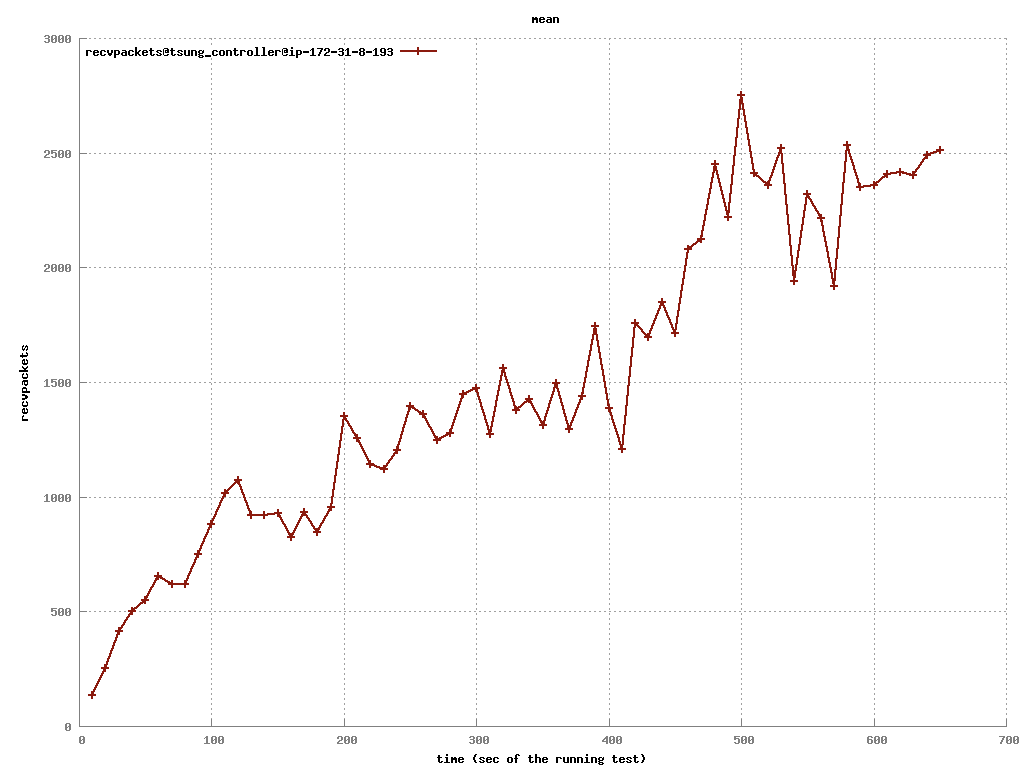 mean
3000
recvpackets@tsung_controller@ip-172-31-8-193
2500
2000
1500
1000
500
0
recvpackets
0 100 200 300 400 500 600 700
time (sec of the running test)